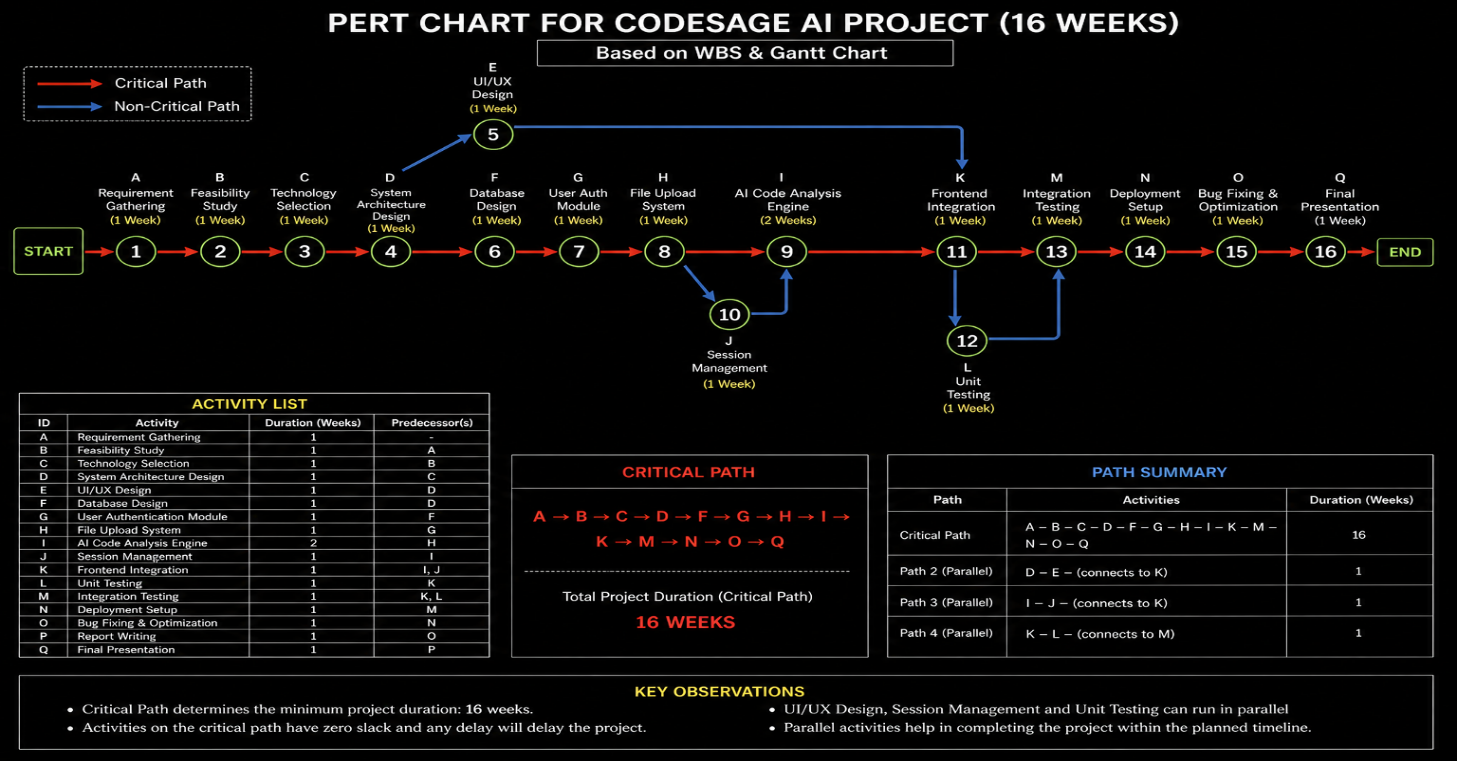 PERT CHART FOR CODESAGE AI PROJECT (16 WEEKS)
Based on WBS & Gantt Chart
Critical Path
Non-Critical Path
E
UI/UX
Design
(1 Week)
5
A
Requirement
Gathering
(1 Week)
B
Feasibility
Study
(1 Week)
C
Technology
Selection
(1 Week)
D
System
Architecture
Design
(1 Week)
F
Database
Design
(1 Week)
G
User Auth
Module
(1 Week)
H
File Upload
System
(1 Week)
I
AI Code Analysis
Engine
(2 Weeks)
K
Frontend
Integration
(1 Week)
M
Integration
Testing
(1 Week)
N
Deployment
Setup
(1 Week)
O
Bug Fixing &
Optimization
(1 Week)
Q
Final
Presentation
(1 Week)
START
1
2
3
4
6
7
8
9
11
13
14
15
16
END
10
J
Session
Management
(1 Week)
12
L
Unit
Testing
(1 Week)
ACTIVITY LIST
ID Activity Duration (Weeks) Predecessor(s)
A Requirement Gathering 1 -
B Feasibility Study 1 A
C Technology Selection 1 B
D System Architecture Design 1 C
E UI/UX Design 1 D
F Database Design 1 D
G User Authentication Module 1 F
H File Upload System 1 G
I AI Code Analysis Engine 2 H
J Session Management 1 I
K Frontend Integration 1 I, J
L Unit Testing 1 K
M Integration Testing 1 K, L
N Deployment Setup 1 M
O Bug Fixing & Optimization 1 N
P Report Writing 1 O
Q Final Presentation 1 P
CRITICAL PATH
A → B → C → D → F → G → H → I →
K → M → N → O → Q
Total Project Duration (Critical Path)
16 WEEKS
PATH SUMMARY
Path Activities Duration (Weeks)
Critical Path A – B – C – D – F – G – H – I – K – M – 16
N – O – Q
Path 2 (Parallel) D – E – (connects to K) 1
Path 3 (Parallel) I – J – (connects to K) 1
Path 4 (Parallel) K – L – (connects to M) 1
KEY OBSERVATIONS
• Critical Path determines the minimum project duration: 16 weeks.
• Activities on the critical path have zero slack and any delay will delay the project.
• UI/UX Design, Session Management and Unit Testing can run in parallel
• Parallel activities help in completing the project within the planned timeline.